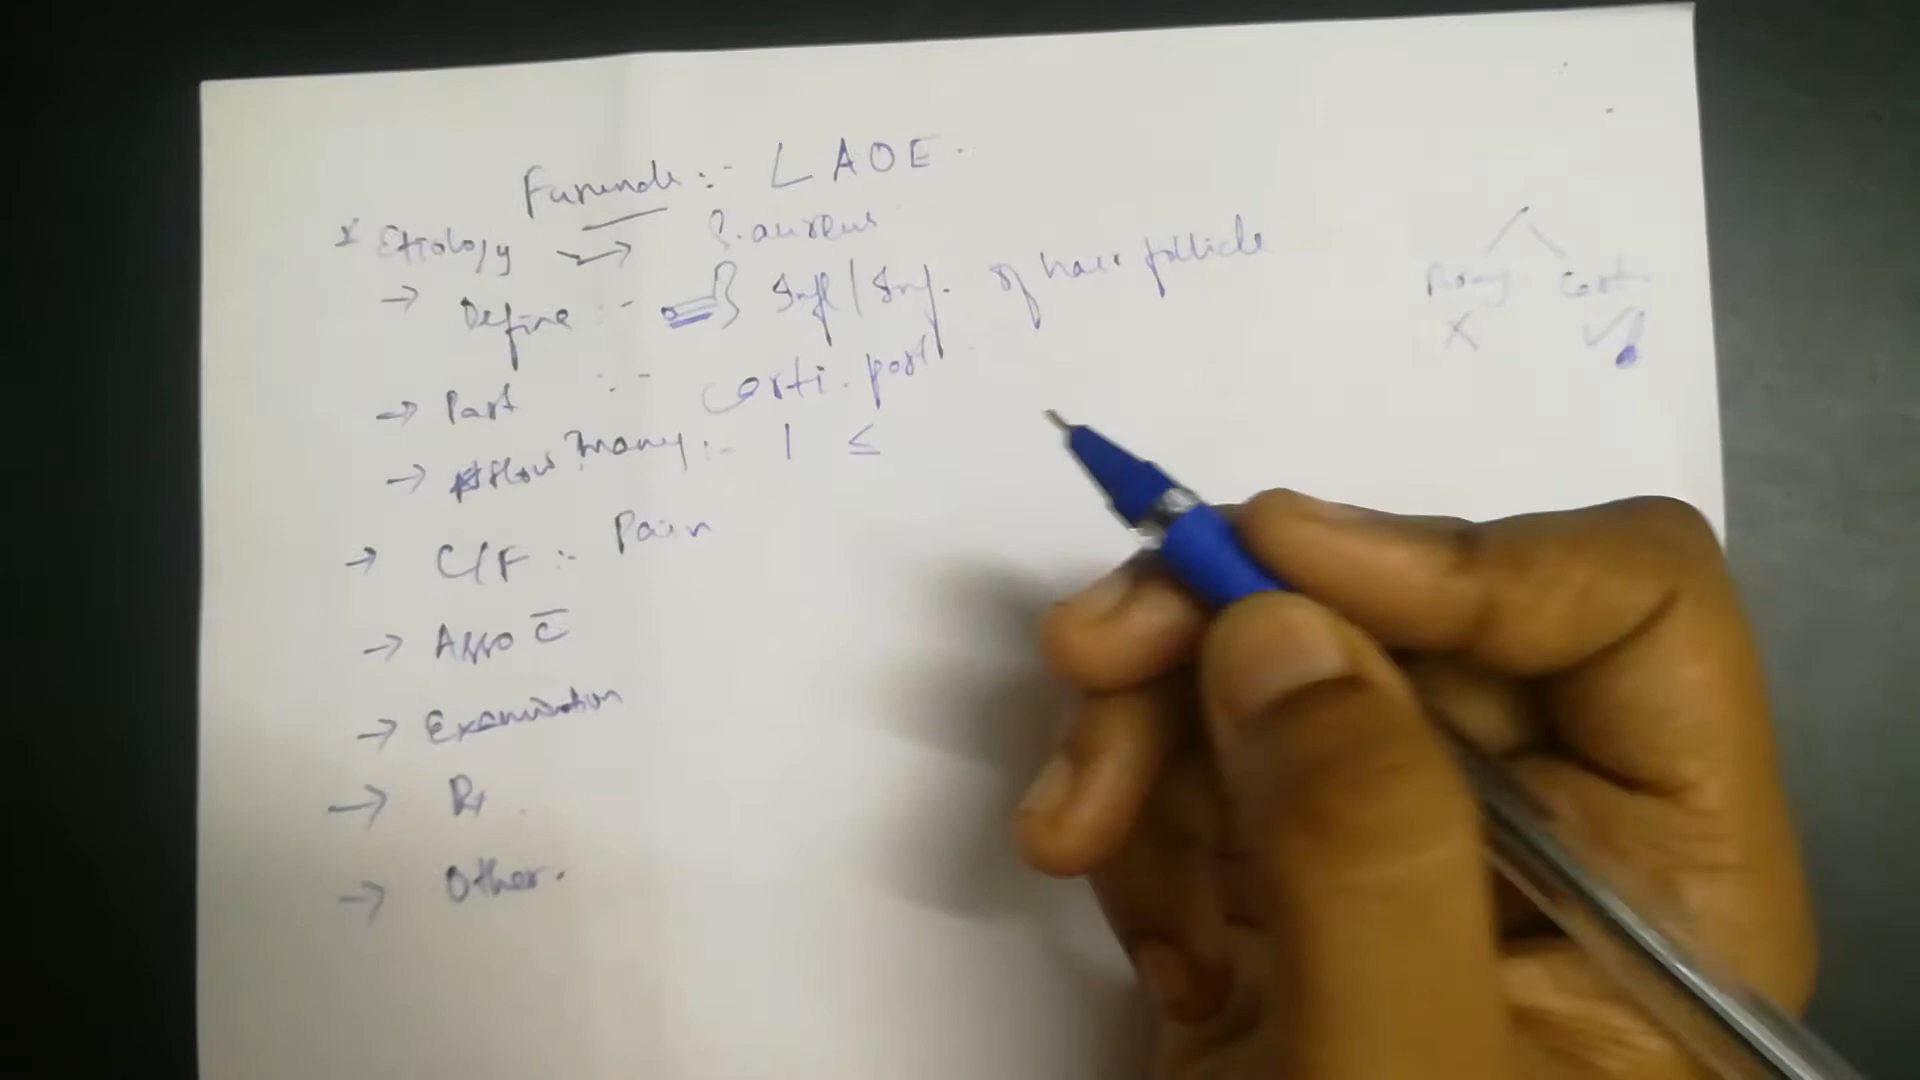 Furuncle :- LAOE.
* Etiology → S. aureus
→ Define :- Infl / Inf. of hair follicle
→ Part :- Carti. part
→ How many :- 1 ≤
→ C/F :- Pain
→ Asso c̄
→ Examination
→ Rx
→ Other.
Bony Carti
X ✓